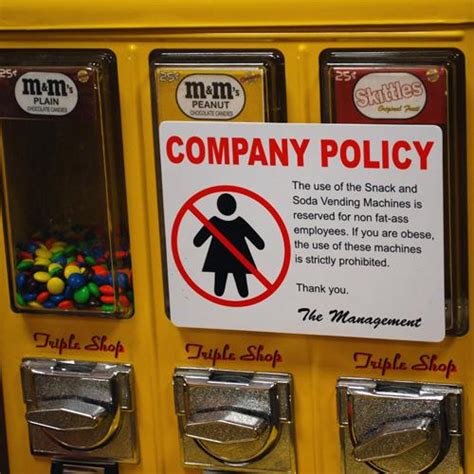 25¢
m&m's
PLAIN
CHOCOLATE CANDIES
25¢
m&m's
PEANUT
CHOCOLATE CANDIES
25¢
Skittles
Original Fruit
COMPANY POLICY
The use of the Snack and
Soda Vending Machines is
reserved for non fat-ass
employees. If you are obese,
the use of these machines
is strictly prohibited.
Thank you.
The Management
Triple Shop
Triple Shop
Triple Shop